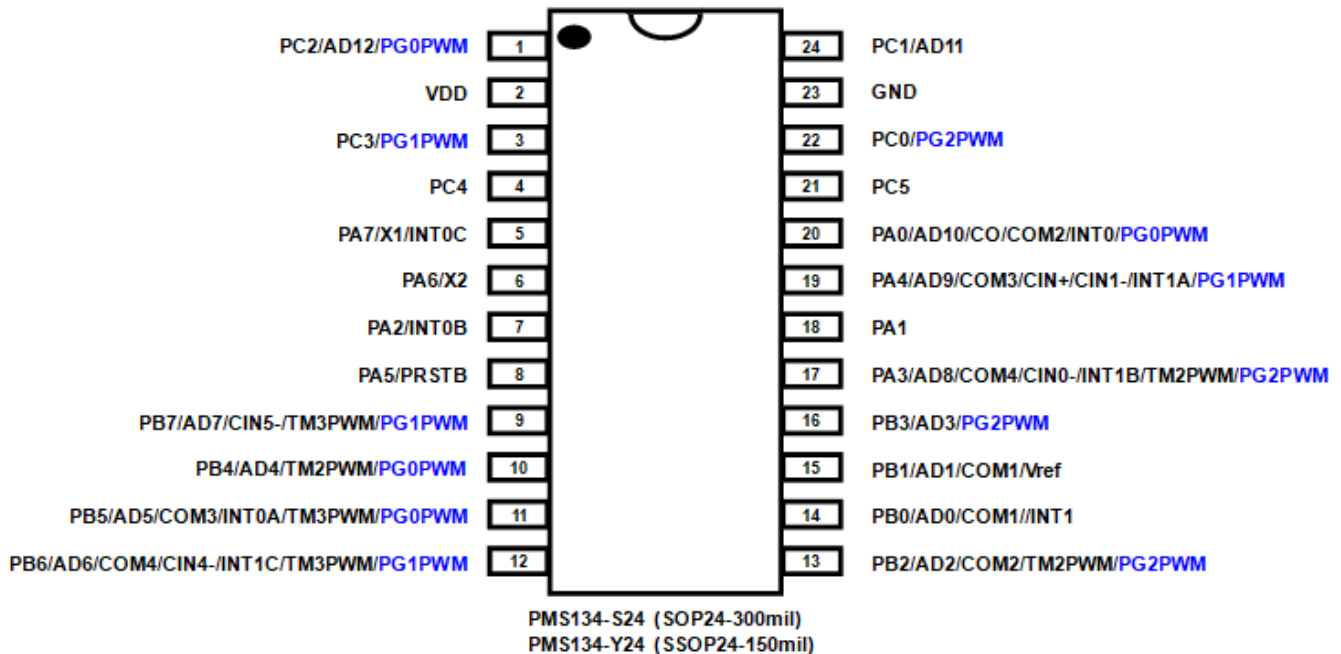 PC2/AD12/PG0PWM 1 24 PC1/AD11
VDD 2 23 GND
PC3/PG1PWM 3 22 PC0/PG2PWM
PC4 4 21 PC5
PA7/X1/INT0C 5 20 PA0/AD10/CO/COM2/INT0/PG0PWM
PA6/X2 6 19 PA4/AD9/COM3/CIN+/CIN1-/INT1A/PG1PWM
PA2/INT0B 7 18 PA1
PA5/PRSTB 8 17 PA3/AD8/COM4/CIN0-/INT1B/TM2PWM/PG2PWM
PB7/AD7/CIN5-/TM3PWM/PG1PWM 9 16 PB3/AD3/PG2PWM
PB4/AD4/TM2PWM/PG0PWM 10 15 PB1/AD1/COM1/Vref
PB5/AD5/COM3/INT0A/TM3PWM/PG0PWM 11 14 PB0/AD0/COM1//INT1
PB6/AD6/COM4/CIN4-/INT1C/TM3PWM/PG1PWM 12 13 PB2/AD2/COM2/TM2PWM/PG2PWM
PMS134-S24 (SOP24-300mil)
PMS134-Y24 (SSOP24-150mil)